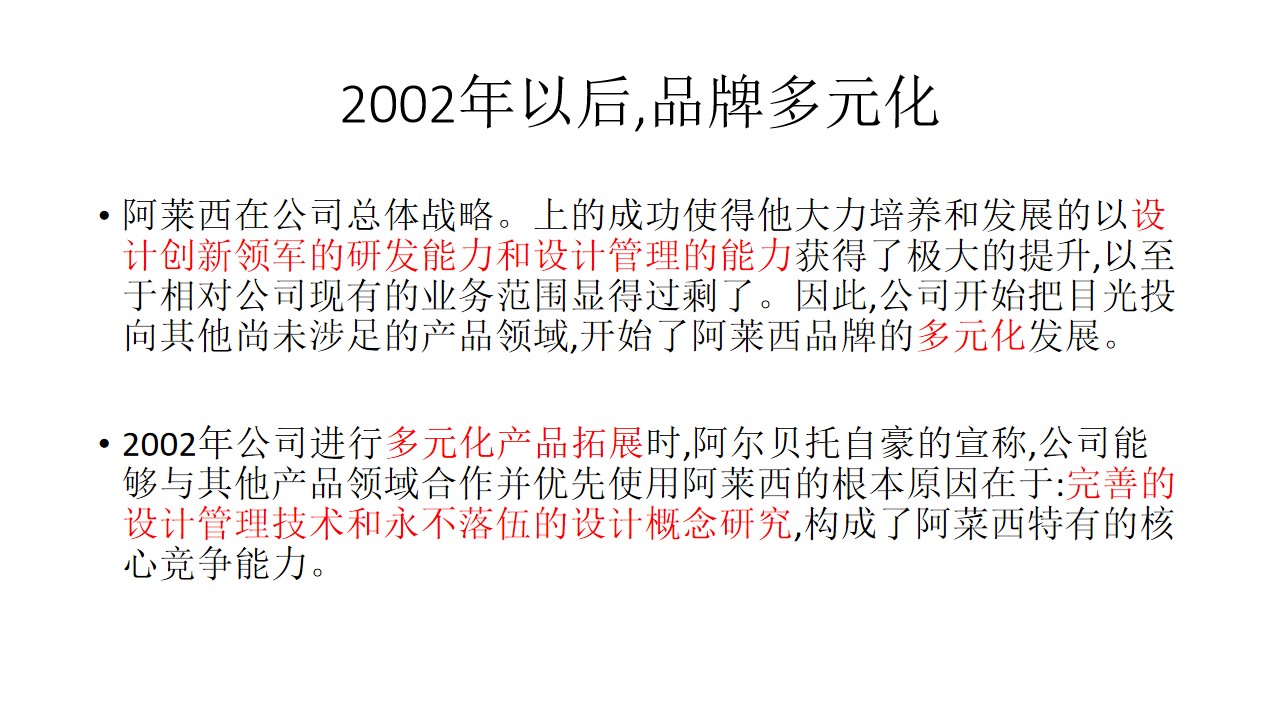 2002年以后,品牌多元化
• 阿莱西在公司总体战略。上的成功使得他大力培养和发展的以设
计创新领军的研发能力和设计管理的能力获得了极大的提升,以至
于相对公司现有的业务范围显得过剩了。因此,公司开始把目光投
向其他尚未涉足的产品领域,开始了阿莱西品牌的多元化发展。
• 2002年公司进行多元化产品拓展时,阿尔贝托自豪的宣称,公司能
够与其他产品领域合作并优先使用阿莱西的根本原因在于:完善的
设计管理技术和永不落伍的设计概念研究,构成了阿菜西特有的核
心竞争能力。